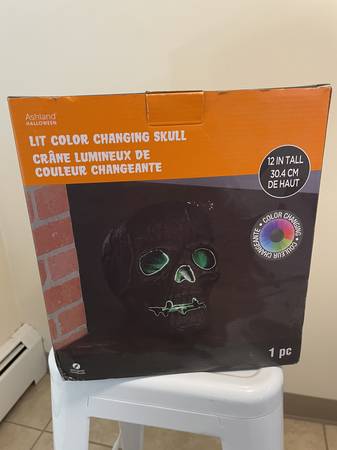 Ashland
HALLOWEEN
LIT COLOR CHANGING SKULL
CRÂNE LUMINEUX DE
COULEUR CHANGEANTE
12 IN TALL
30.4 CM
DE HAUT
COLOR CHANGING
COULEUR CHANGEANTE
1 pc